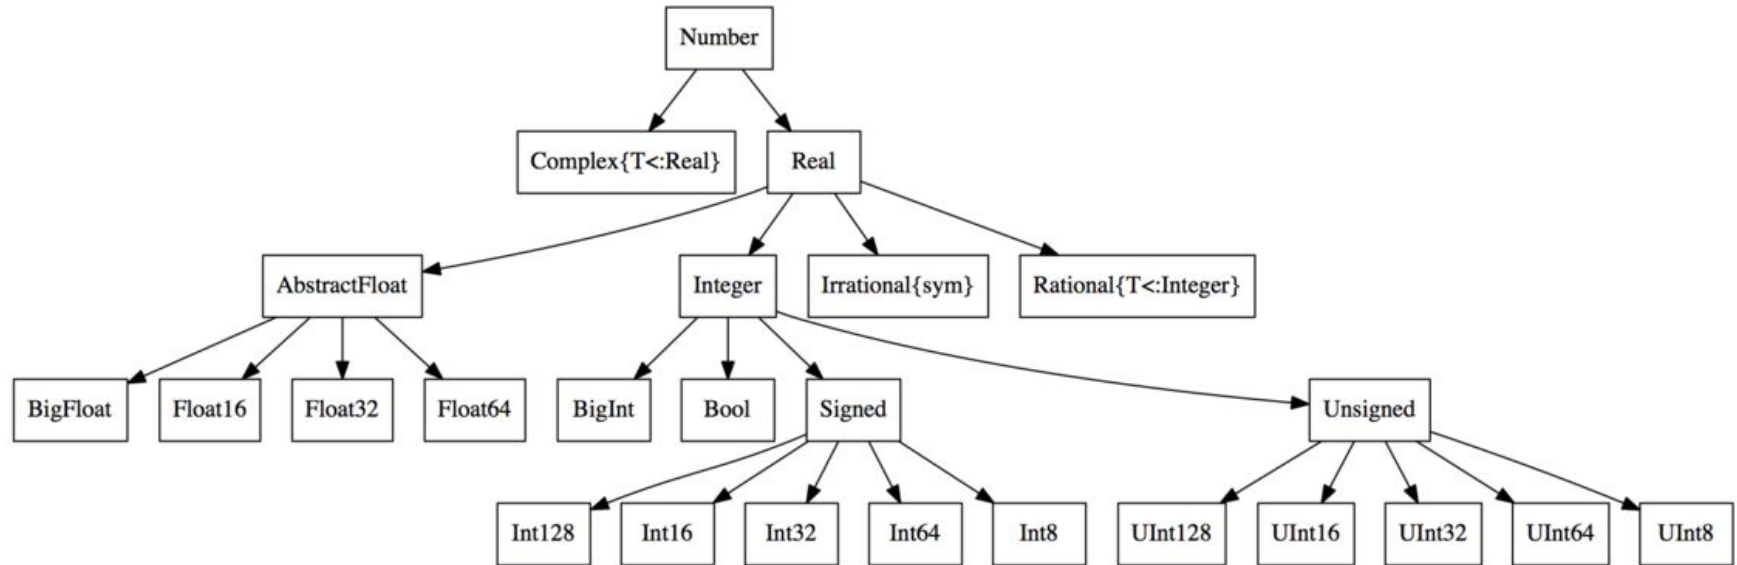 Number
Complex{T<:Real}
Real
AbstractFloat
Integer
Irrational{sym}
Rational{T<:Integer}
BigFloat
Float16
Float32
Float64
BigInt
Bool
Signed
Unsigned
Int128
Int16
Int32
Int64
Int8
UInt128
UInt16
UInt32
UInt64
UInt8